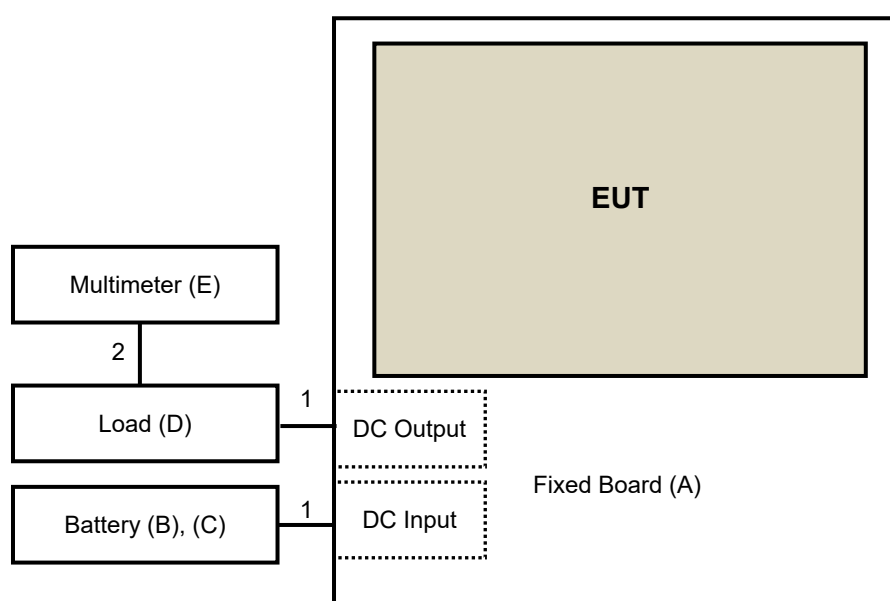 EUT
Multimeter (E)
2
Load (D)
1
DC Output
Fixed Board (A)
Battery (B), (C)
1
DC Input